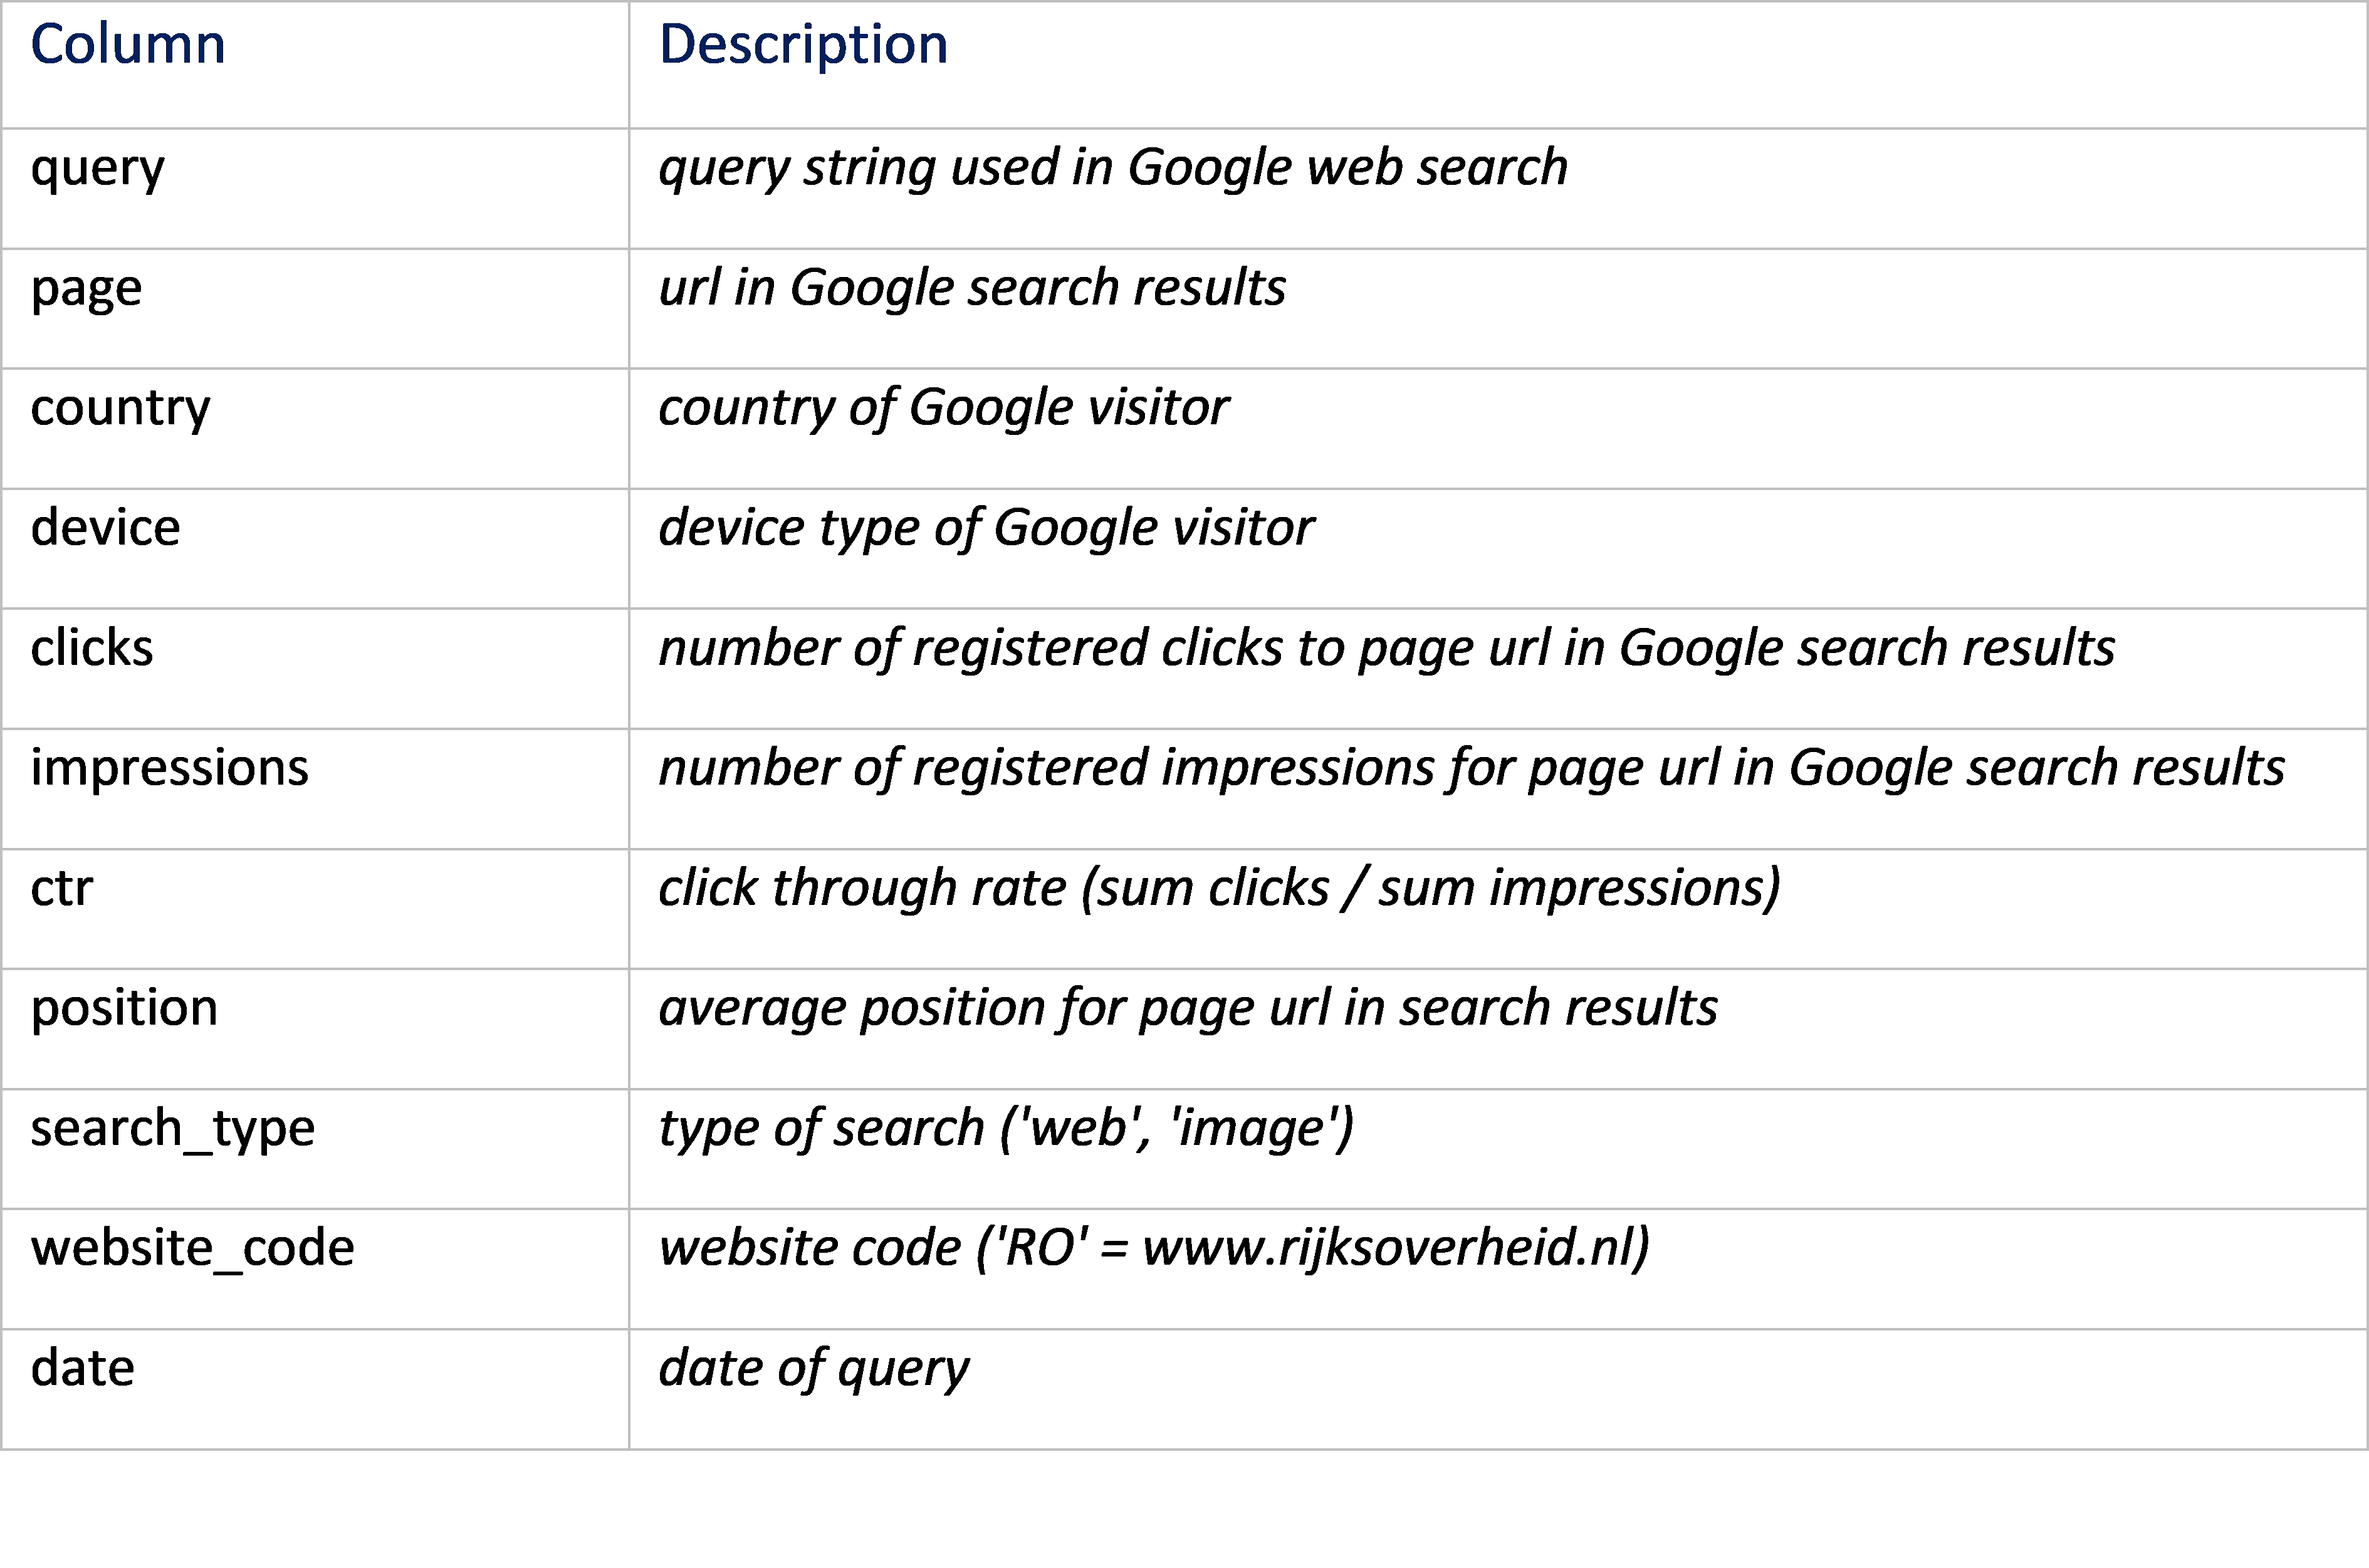 Column Description
query query string used in Google web search
page url in Google search results
country country of Google visitor
device device type of Google visitor
clicks number of registered clicks to page url in Google search results
impressions number of registered impressions for page url in Google search results
ctr click through rate (sum clicks / sum impressions)
position average position for page url in search results
search_type type of search ('web', 'image')
website_code website code ('RO' = www.rijksoverheid.nl)
date date of query